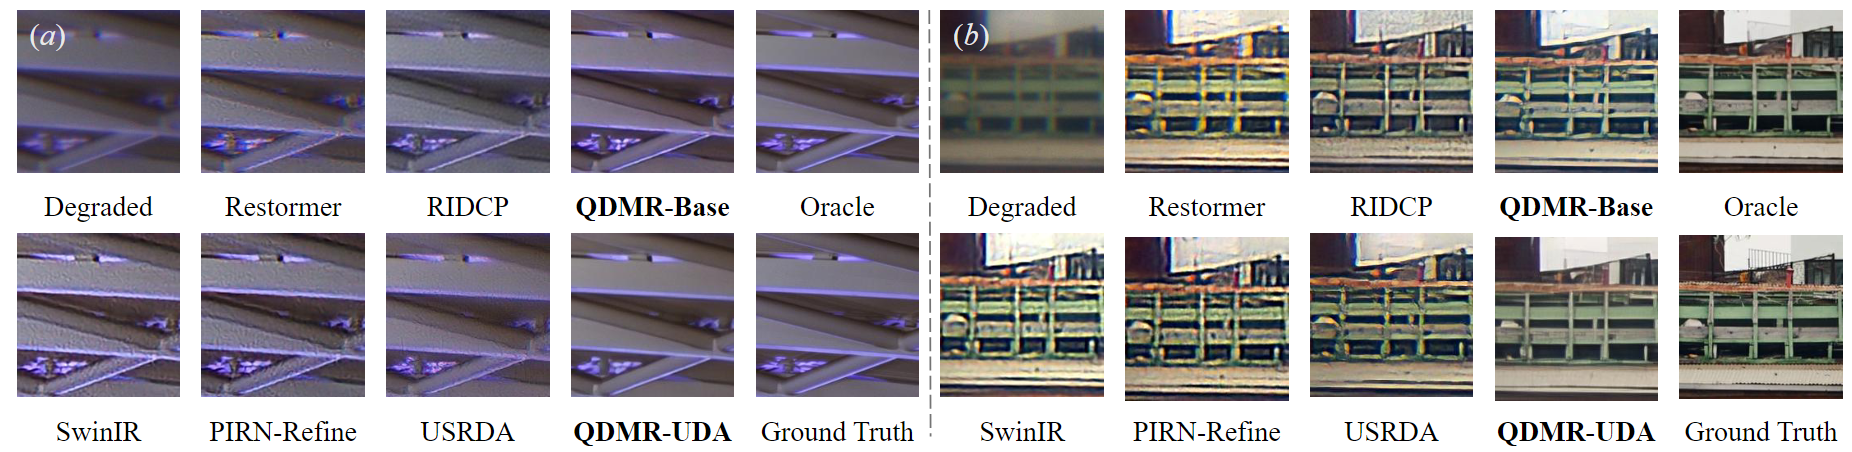 (a)
Degraded Restormer RIDCP QDMR-Base Oracle
SwinIR PIRN-Refine USRDA QDMR-UDA Ground Truth
(b)
Degraded Restormer RIDCP QDMR-Base Oracle
SwinIR PIRN-Refine USRDA QDMR-UDA Ground Truth